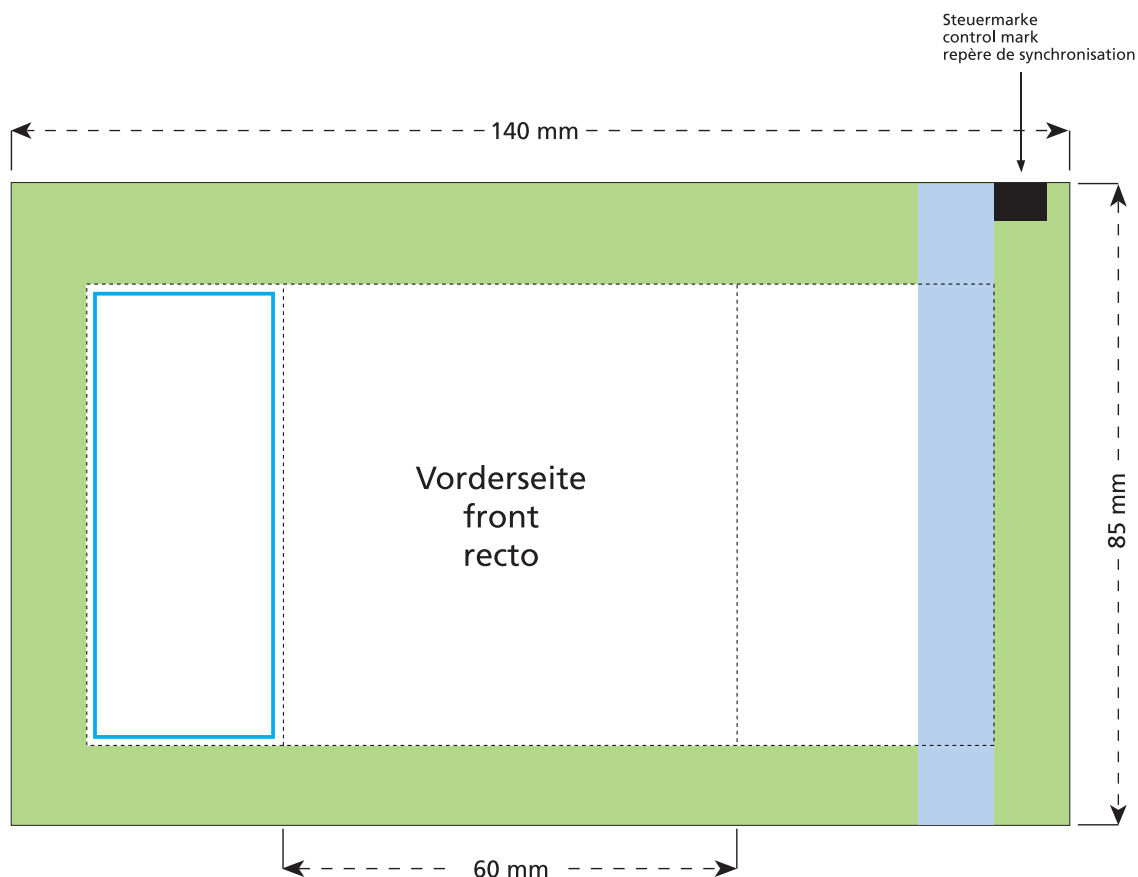 Steuermarke
control mark
repère de synchronisation
140 mm
Vorderseite
front
recto
85 mm
60 mm